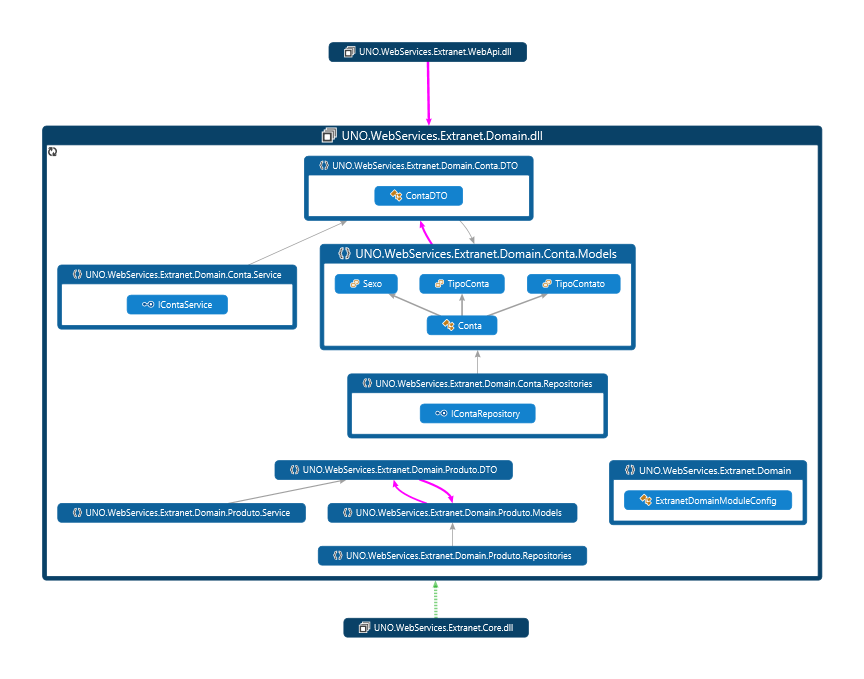 UNO.WebServices.Extranet.WebApi.dll
UNO.WebServices.Extranet.Domain.dll
UNO.WebServices.Extranet.Domain.Conta.DTO
ContaDTO
UNO.WebServices.Extranet.Domain.Conta.Models
UNO.WebServices.Extranet.Domain.Conta.Service
Sexo
TipoConta
TipoContato
IContaService
Conta
UNO.WebServices.Extranet.Domain.Conta.Repositories
IContaRepository
UNO.WebServices.Extranet.Domain.Produto.DTO
UNO.WebServices.Extranet.Domain
ExtranetDomainModuleConfig
UNO.WebServices.Extranet.Domain.Produto.Service
UNO.WebServices.Extranet.Domain.Produto.Models
UNO.WebServices.Extranet.Domain.Produto.Repositories
UNO.WebServices.Extranet.Core.dll